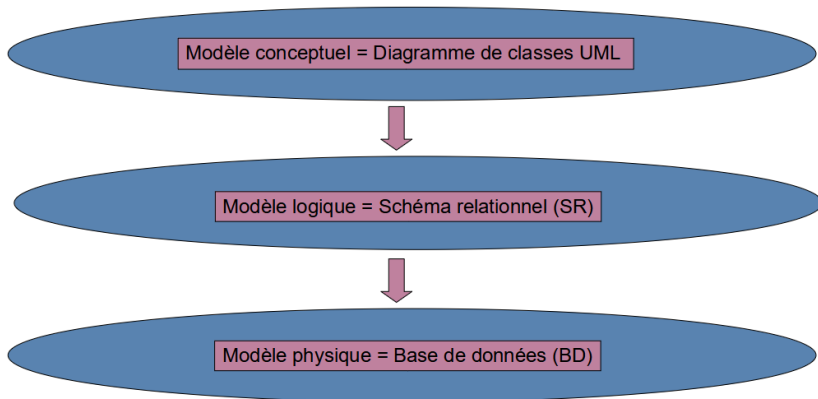 Modèle conceptuel = Diagramme de classes UML
Modèle logique = Schéma relationnel (SR)
Modèle physique = Base de données (BD)